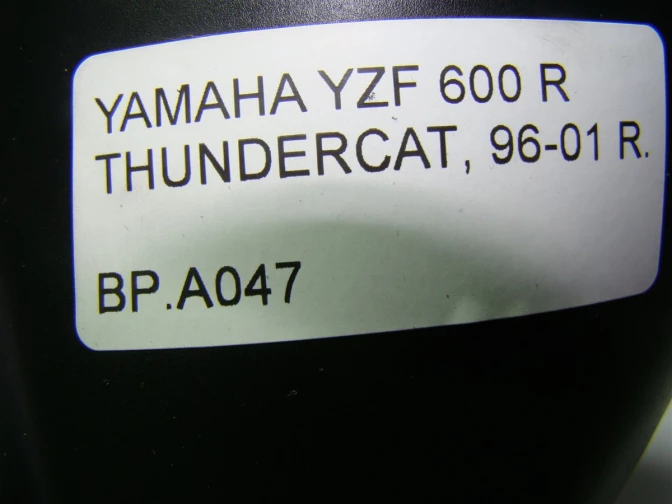 YAMAHA YZF 600 R
THUNDERCAT, 96-01 R.
BP.A047